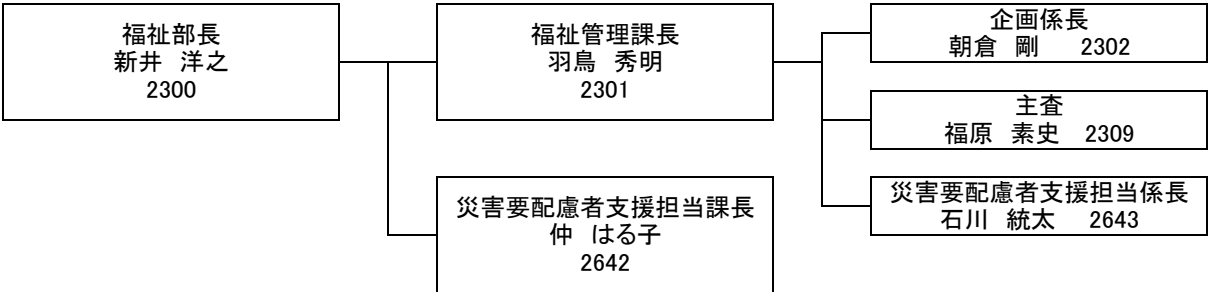 福祉部長
新井　洋之
2300
福祉管理課長
羽鳥　秀明
2301
災害要配慮者支援担当課長
仲　はる子
2642
企画係長
朝倉　剛　　2302
主査
福原　素史　2309
災害要配慮者支援担当係長
石川　統太　　2643